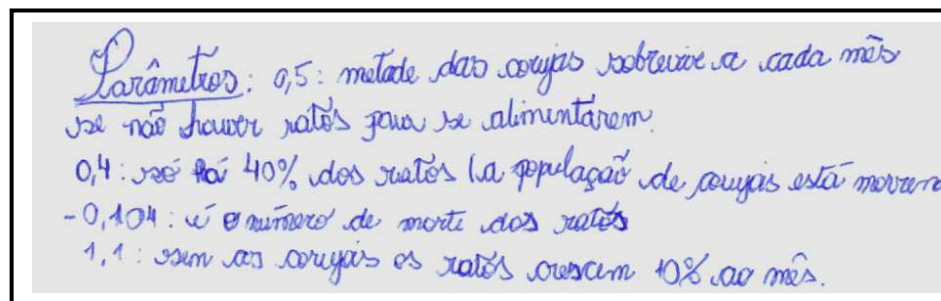 Parâmetros: 0,5: metade das corujas sobrevive a cada mês
se não houver ratos para se alimentarem.
0,4: só há 40% dos ratos (a população de corujas está morren
-0,104: é o número de morte dos ratos
1,1: sem as corujas os ratos crescem 10% ao mês.